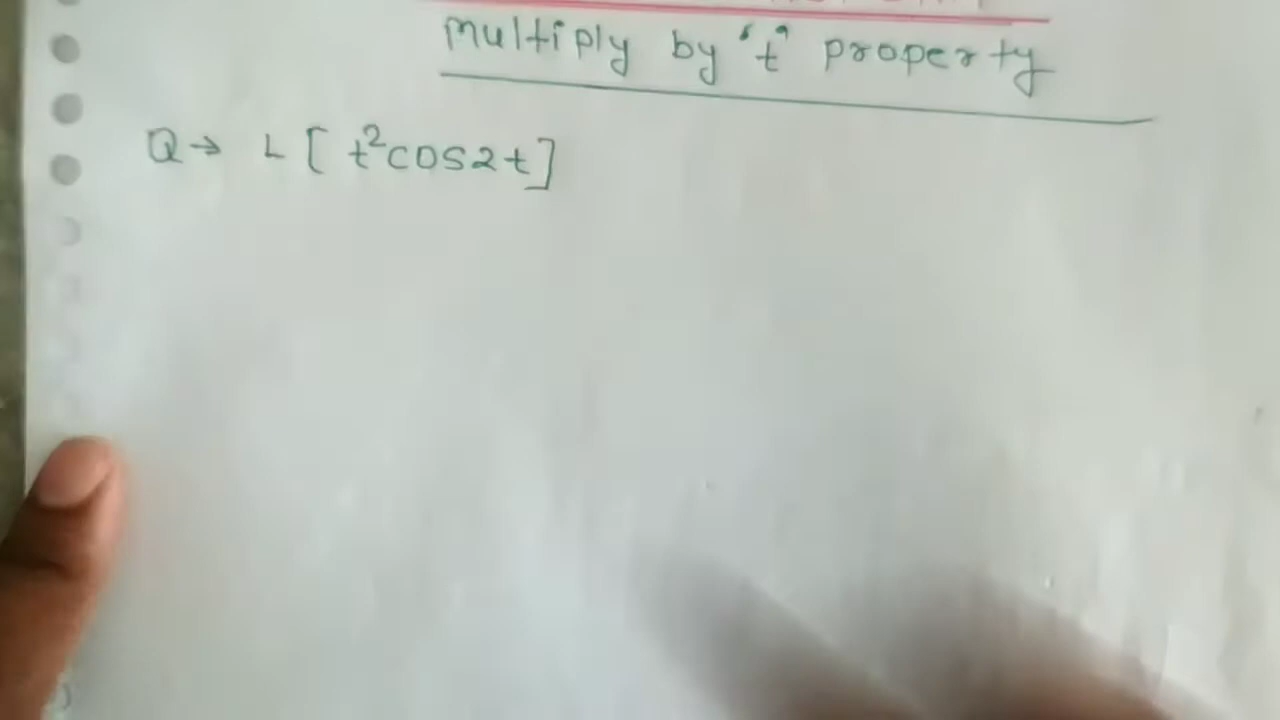 multiply by 't' property
Q→ L [ t²cos2t]